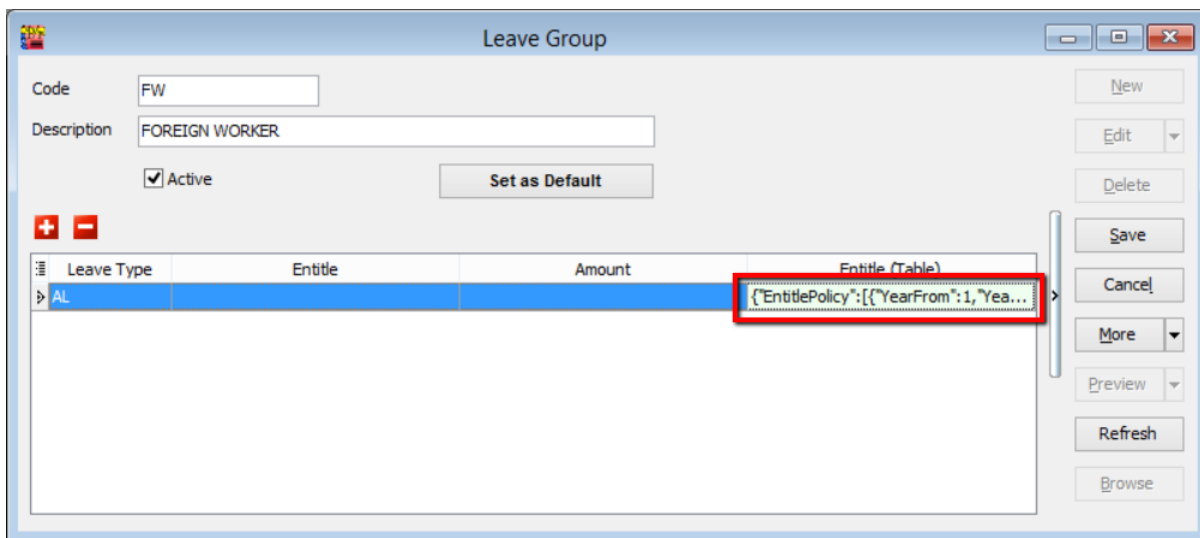 Leave Group
Code FW
Description FOREIGN WORKER
Active Set as Default
Leave Type Entitle Amount Entitle (Table)
AL {"EntitlePolicy":[{"YearFrom":1,"Yea...
New
Edit
Delete
Save
Cancel
More
Preview
Refresh
Browse